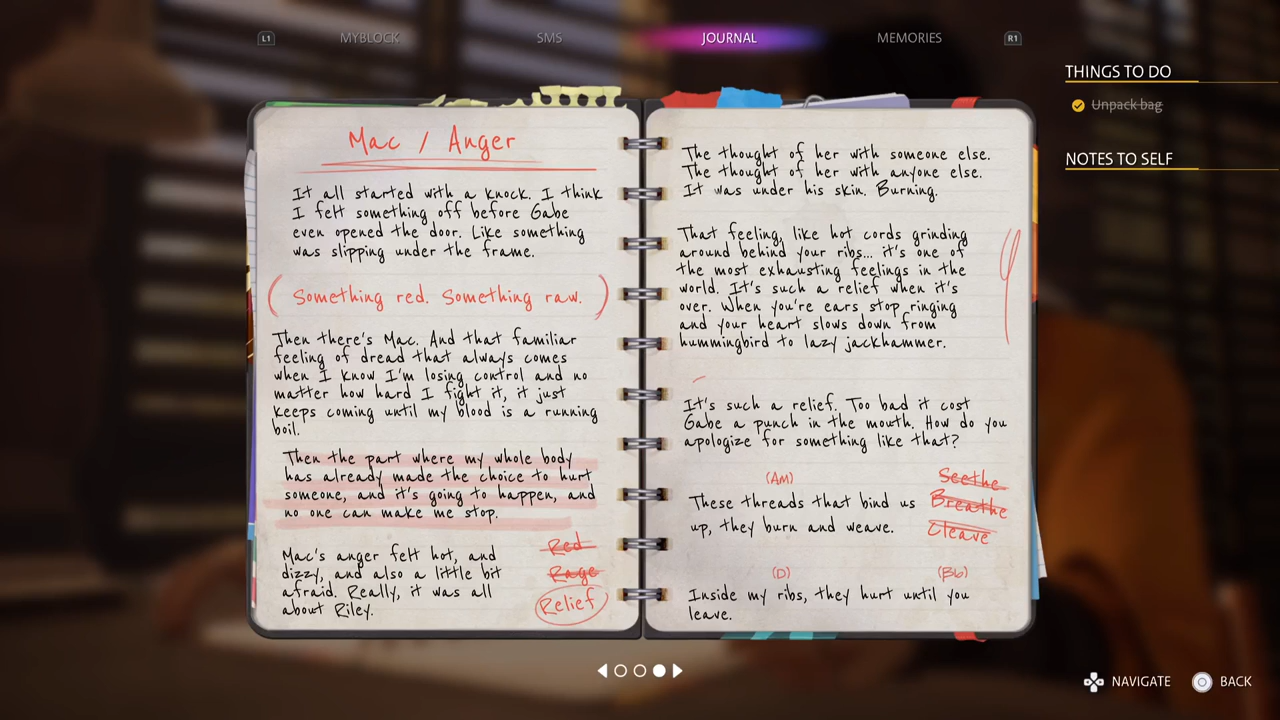 L1
MYBLOCK
SMS
JOURNAL
MEMORIES
R1
THINGS TO DO
Unpack bag
NOTES TO SELF
Mac / Anger
It all started with a knock. I think
I felt something off before Gabe
even opened the door. Like something
was slipping under the frame.
(Something red. Something raw.)
Then there's Mac. And that familiar
feeling of dread that always comes
when I know I'm losing control and no
matter how hard I fight it, it just
keeps coming until my blood is a running
boil.
Then the part where my whole body
has already made the choice to hurt
someone, and it's going to happen, and
no one can make me stop.
Mac's anger felt hot, and
dizzy, and also a little bit
afraid. Really, it was all
about Riley.
Red
Rage
Relief
The thought of her with someone else.
The thought of her with anyone else.
It was under his skin. Burning.
That feeling, like hot cords grinding
around behind your ribs... it's one of
the most exhausting feelings in the
world. It's such a relief when it's
over. When you're ears stop ringing
and your heart slows down from
hummingbird to lazy jackhammer.
It's such a relief. Too bad it cost
Gabe a punch in the mouth. How do you
apologize for something like that?
(Am)
These threads that bind us
up, they burn and weave.
Seethe
Breathe
Cleave
(D)
(Bb)
Inside my ribs, they hurt until you
leave.
NAVIGATE
BACK